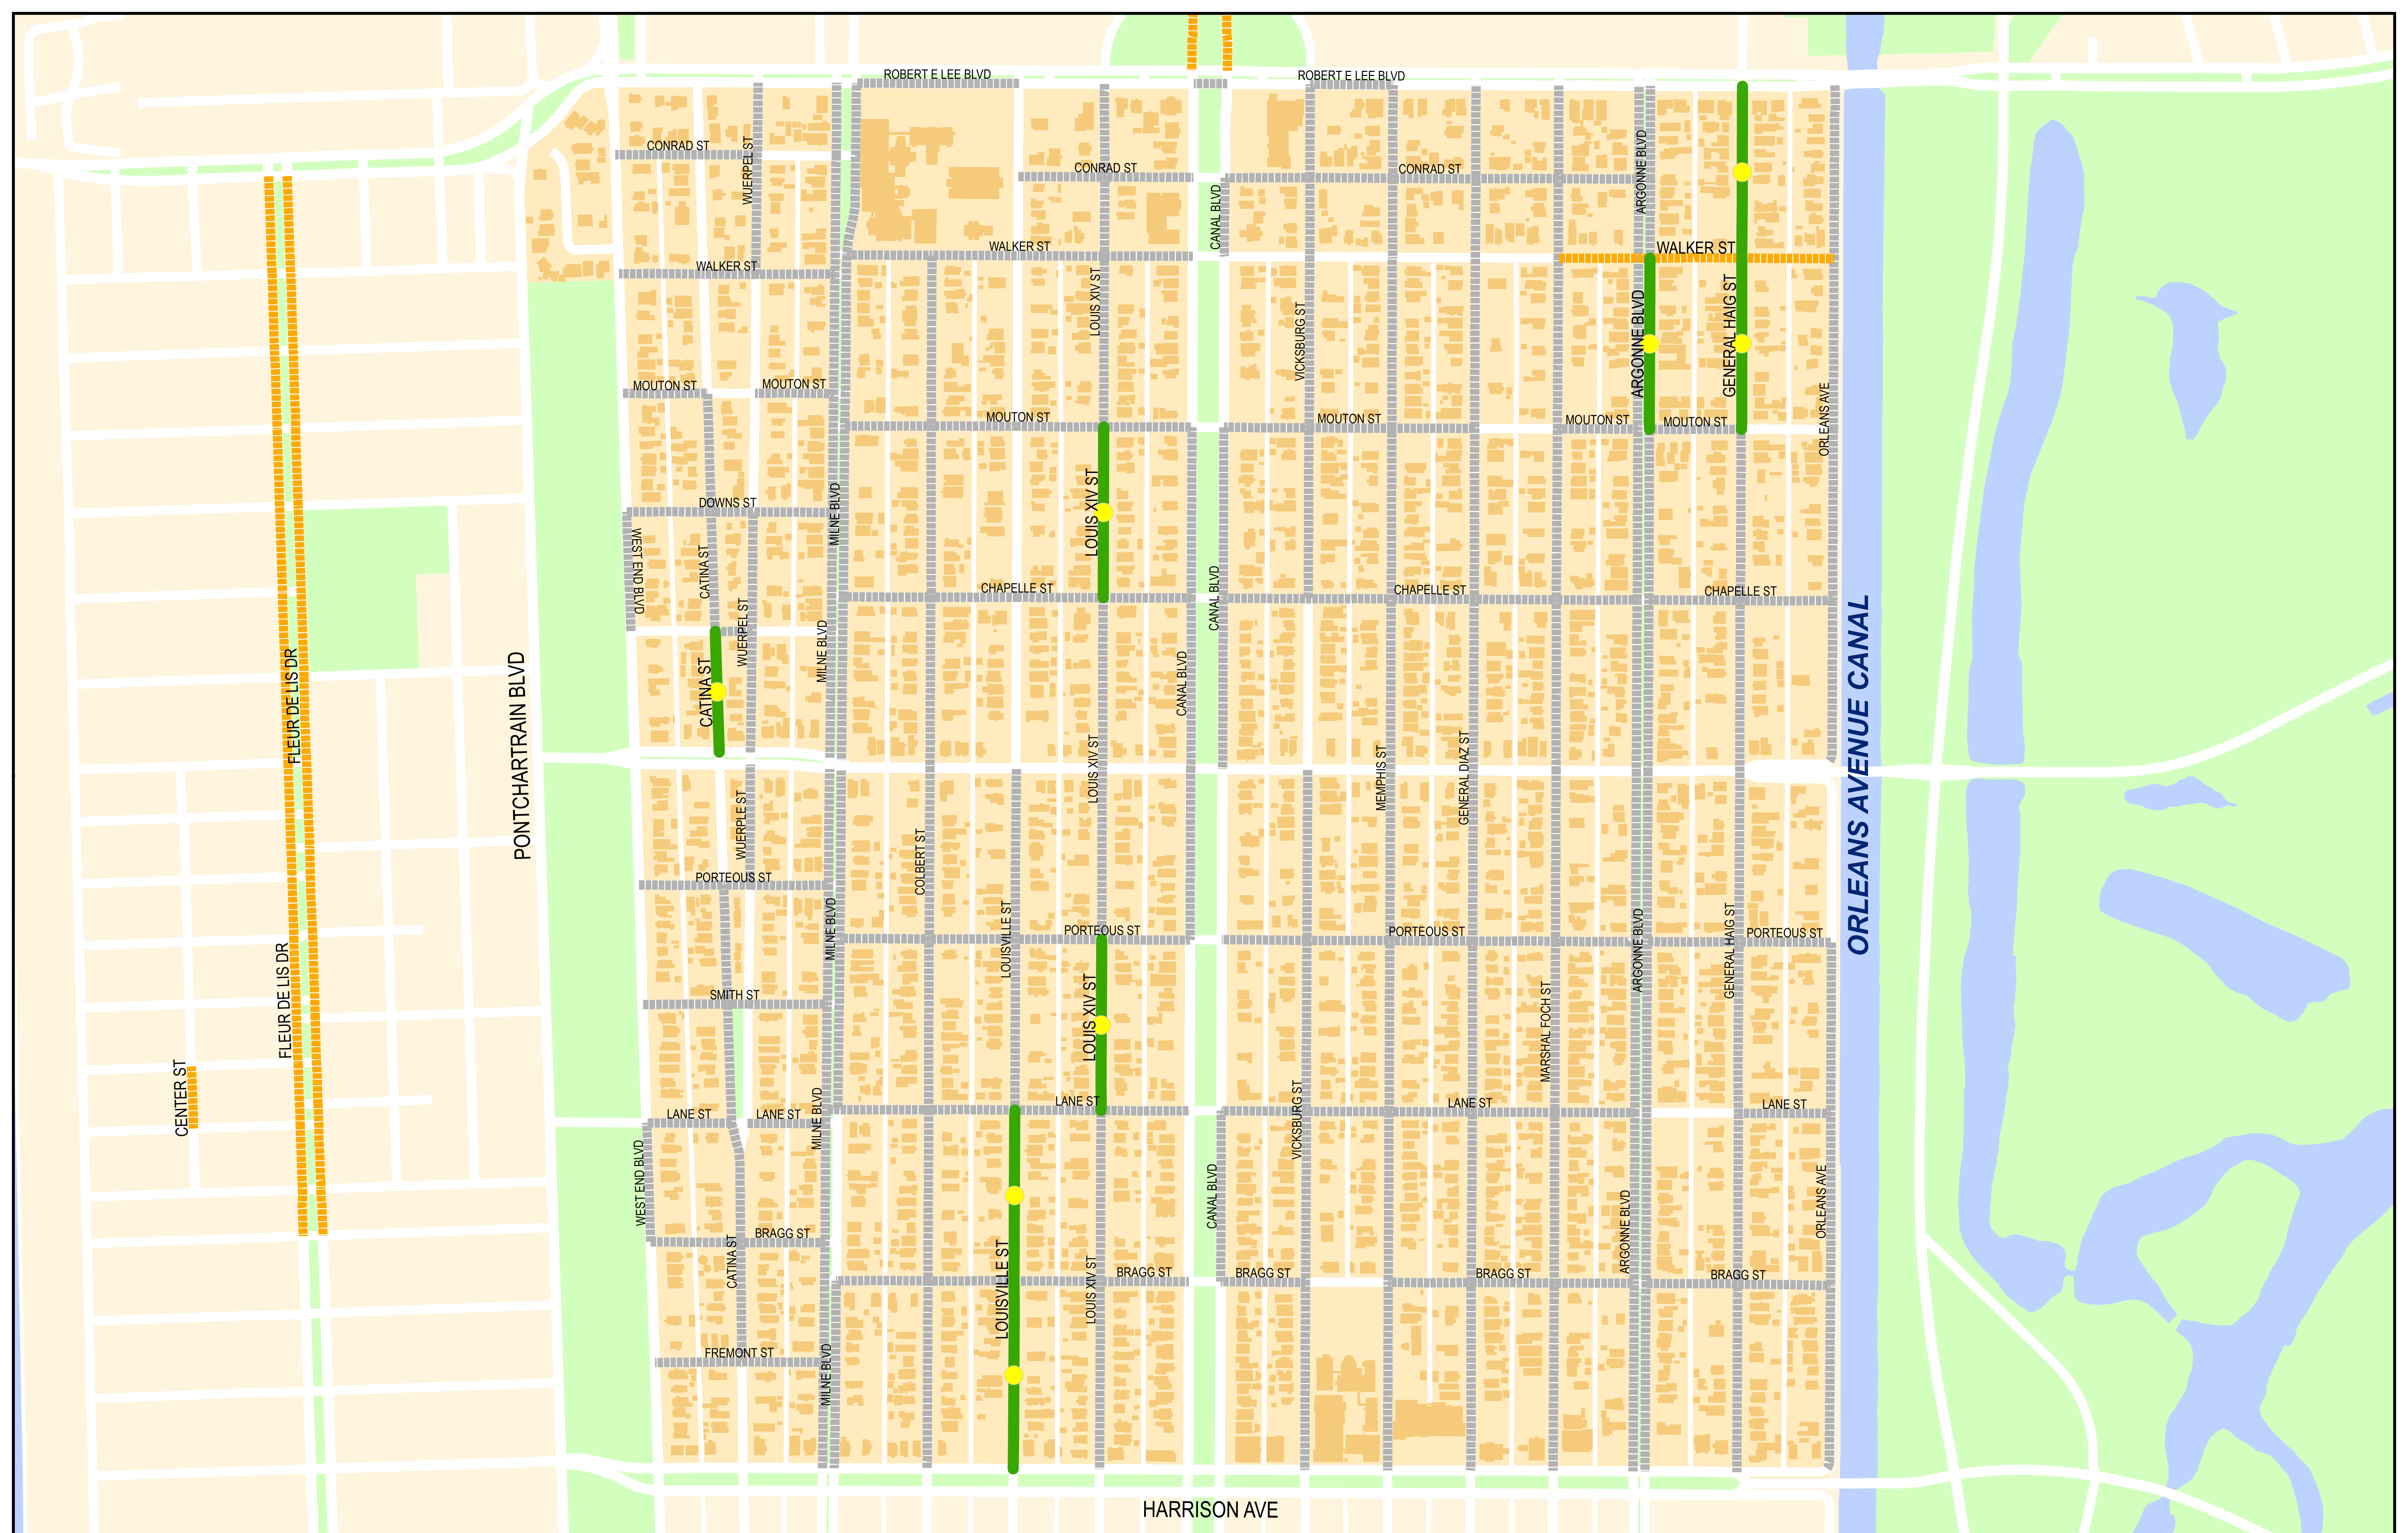 ROBERT E LEE BLVD
ROBERT E LEE BLVD
CONRAD ST
WUERPEL ST
CONRAD ST
CONRAD ST
ARGONNE BLVD
CANAL BLVD
WALKER ST
WALKER ST
WALKER ST
LOUIS XIV ST
VICKSBURG ST
ARGONNE BLVD
GENERAL HAIG ST
MOUTON ST
MOUTON ST
MOUTON ST
MOUTON ST
MOUTON ST
MOUTON ST
ORLEANS AVE
DOWNS ST
MILNE BLVD
LOUIS XIV ST
WEST END BLVD
CATINA ST
CHAPELLE ST
CANAL BLVD
CHAPELLE ST
CHAPELLE ST
WUERPEL ST
MILNE BLVD
CATINA ST
CANAL BLVD
FLEUR DE LIS DR
PONTCHARTRAIN BLVD
LOUIS XIV ST
MEMPHIS ST
GENERAL DIAZ ST
ORLEANS AVENUE CANAL
WUERPLE ST
COLBERT ST
PORTEOUS ST
MILNE BLVD
LOUISVILLE ST
PORTEOUS ST
PORTEOUS ST
ARGONNE BLVD
GENERAL HAIG ST
PORTEOUS ST
FLEUR DE LIS DR
SMITH ST
LOUIS XIV ST
MARSHAL FOCH ST
CENTER ST
LANE ST
LANE ST
MILNE BLVD
LANE ST
VICKSBURG ST
LANE ST
LANE ST
WEST END BLVD
CANAL BLVD
ARGONNE BLVD
ORLEANS AVE
BRAGG ST
CATINA ST
LOUISVILLE ST
LOUIS XIV ST
BRAGG ST
BRAGG ST
BRAGG ST
BRAGG ST
FREMONT ST
MILNE BLVD
HARRISON AVE